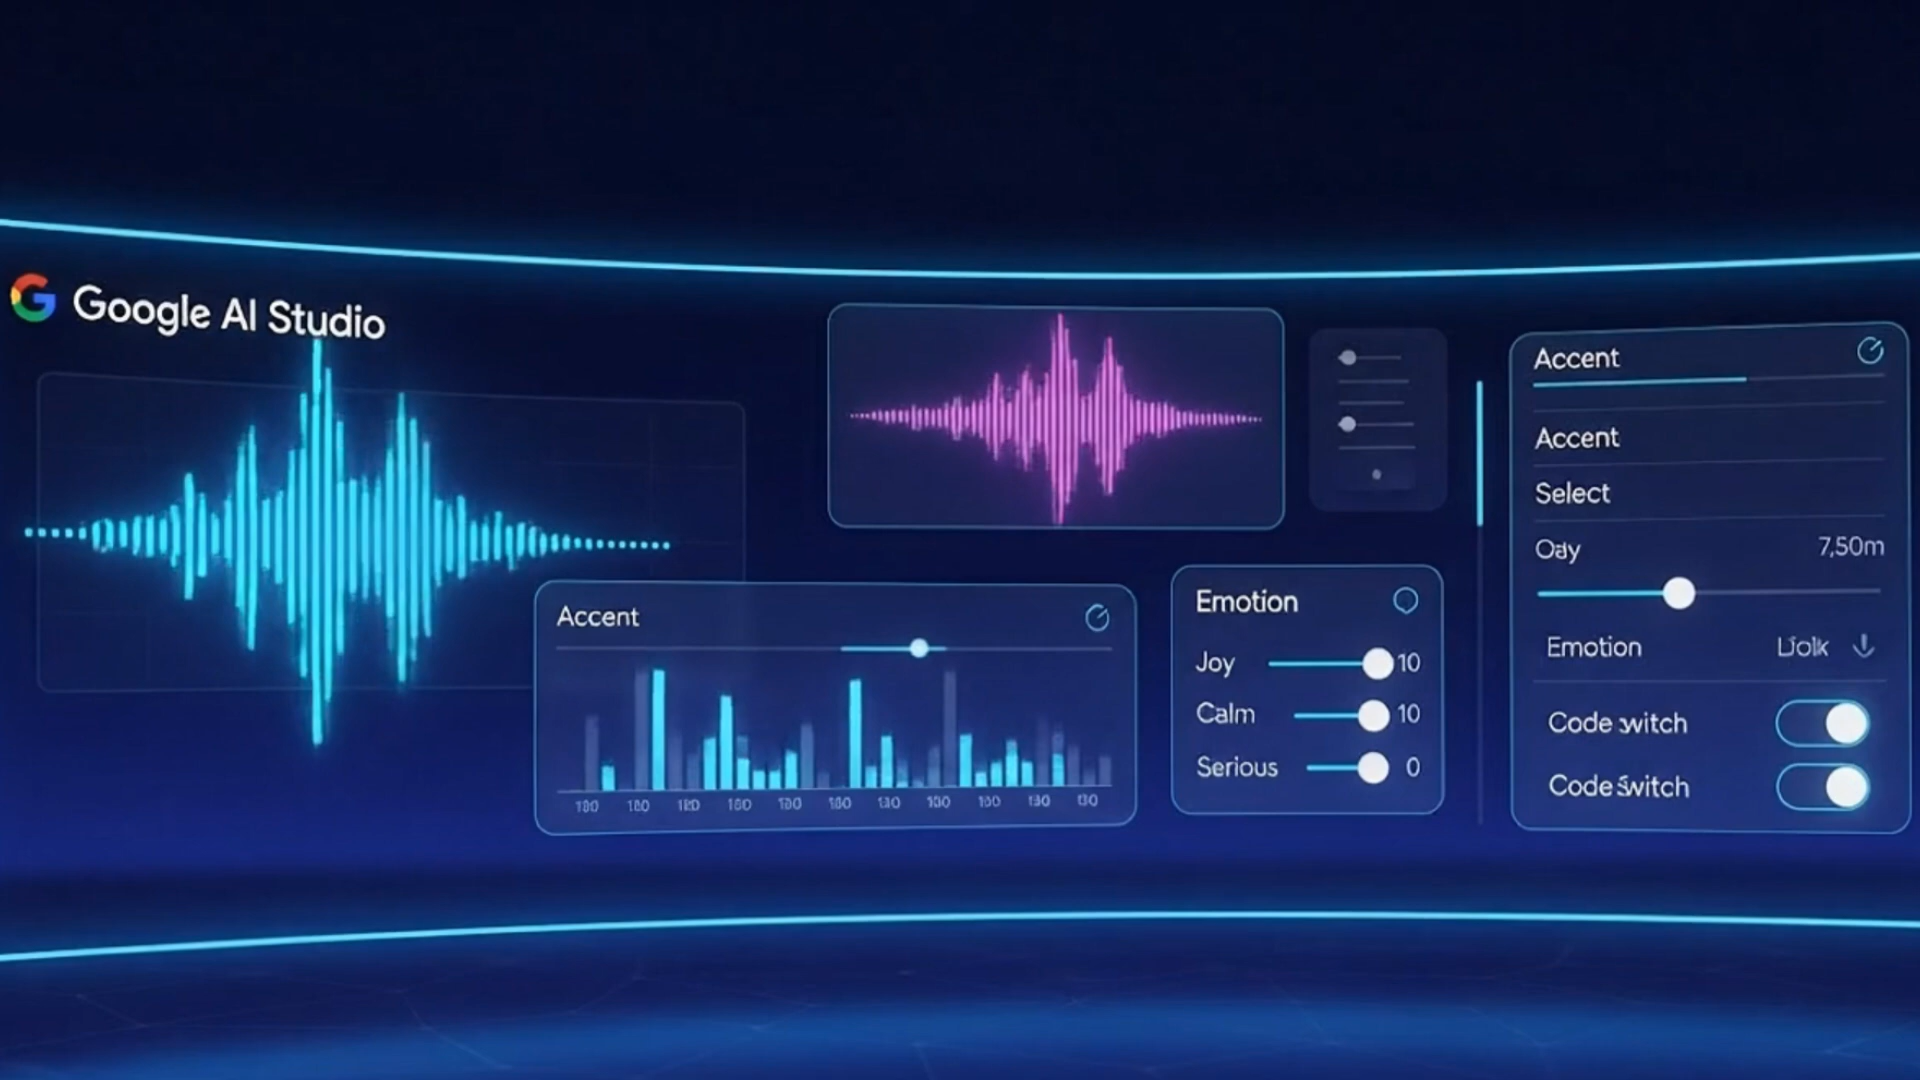 Google AI Studio
Accent
Emotion
Joy 10
Calm 10
Serious 0
Accent
Accent
Select
Oay 7,50m
Emotion
Code switch
Code Switch